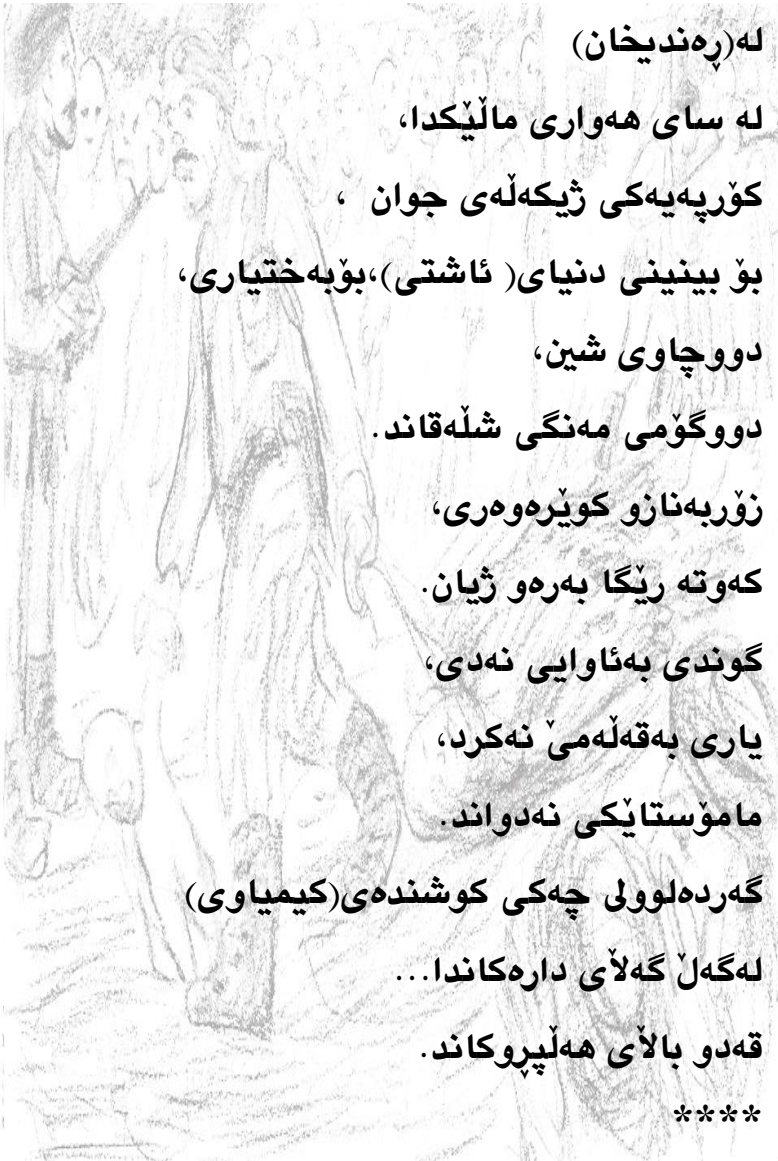 لە(ڕەندیخان)
لە سای هەواری ماڵێکدا،
کۆرپەیەکی ژیکەڵەی جوان ،
بۆ بینینی دنیای( ئاشتی)،بۆبەختیاری،
دووچاوی شین،
دووگۆمی مەنگی شڵەقاند.
زۆربەنازو کوێرەوەری،
کەوتە رێگا بەرەو ژیان.
گوندی بەئاوایی نەدی،
یاری بەقەڵەمێ نەکرد،
مامۆستایێکی نەدواند.
گەردەلوولی چەکی کوشندەی(کیمیاوی)
لەگەڵ گەڵای دارەکاندا...
قەدو باڵای هەڵپڕوکاند.
****